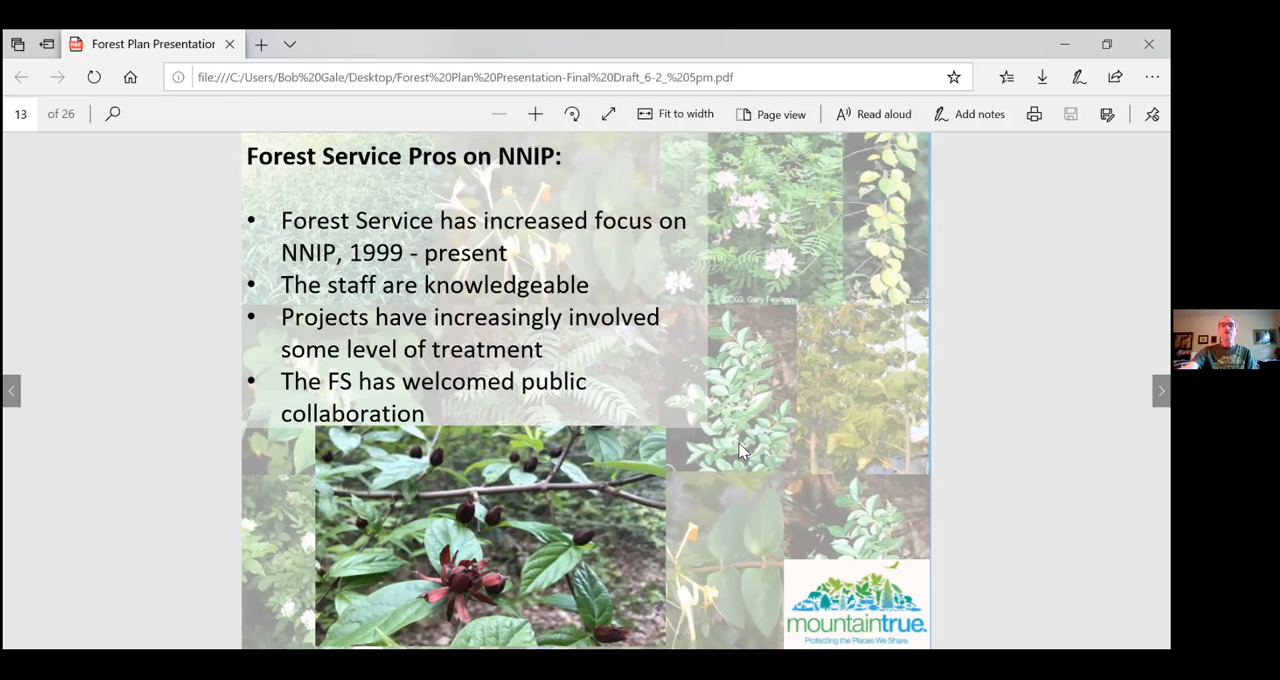 Forest Plan Presentation
file:///C:/Users/Bob%20Gale/Desktop/Forest%20Plan%20Presentation-Final%20Draft_6-2_%205pm.pdf
13 of 26
Fit to width
Page view
Read aloud
Add notes
Forest Service Pros on NNIP:
• Forest Service has increased focus on
NNIP, 1999 - present
• The staff are knowledgeable
• Projects have increasingly involved
some level of treatment
• The FS has welcomed public
collaboration
mountaintrue.
Protecting the Places We Share